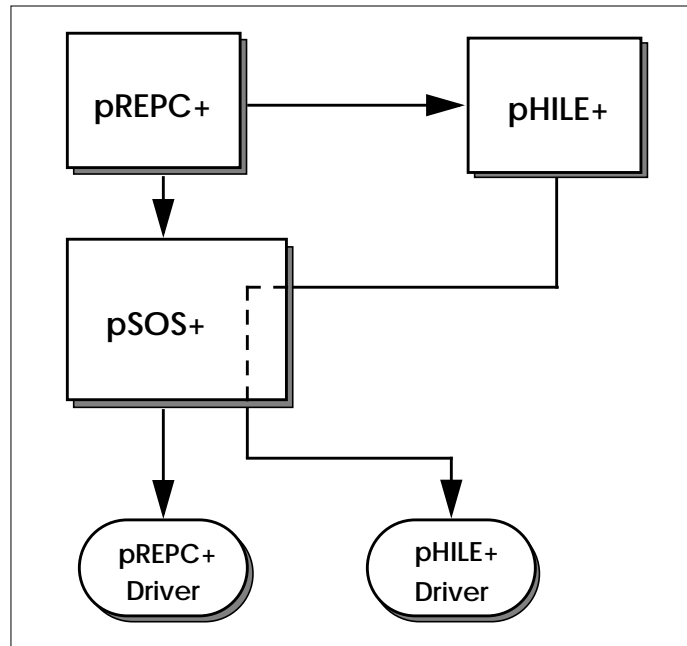 pREPC+
pHILE+
pSOS+
pREPC+
Driver
pHILE+
Driver